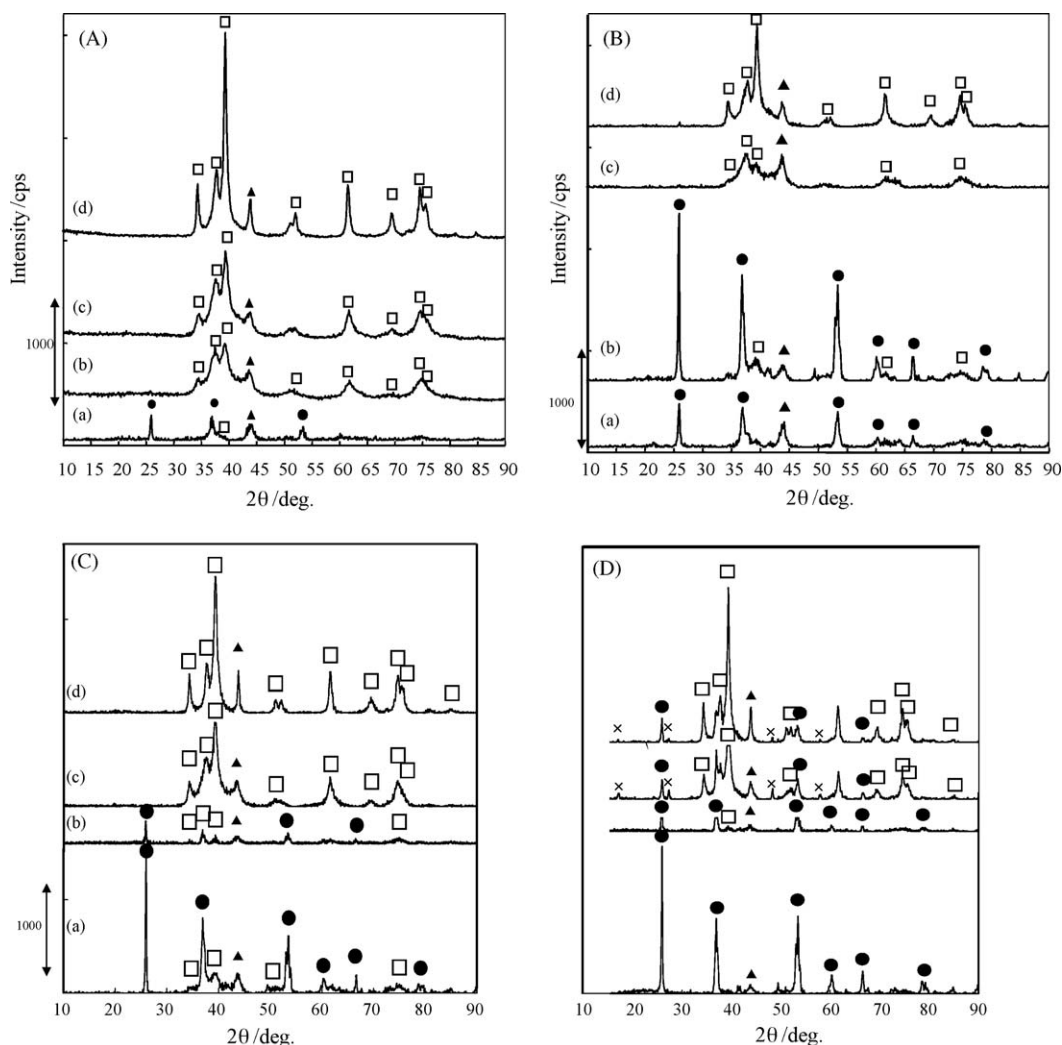 (A)
(d)
(c)
(b)
(a)
Intensity /cps
1000
10 15 20 25 30 35 40 45 50 55 60 65 70 75 80 85 90
2θ /deg.
(B)
(d)
(c)
(b)
(a)
Intensity /cps
1000
10 15 20 25 30 35 40 45 50 55 60 65 70 75 80 85 90
2θ /deg.
(C)
(d)
(c)
(b)
(a)
1000
10 20 30 40 50 60 70 80 90
2θ /deg.
(D)
10 20 30 40 50 60 70 80 90
2θ /deg.